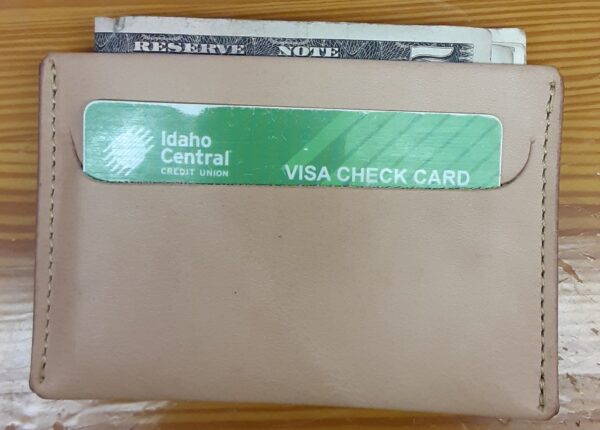 RESERVE NOTE
Idaho
Central
CREDIT UNION
VISA CHECK CARD